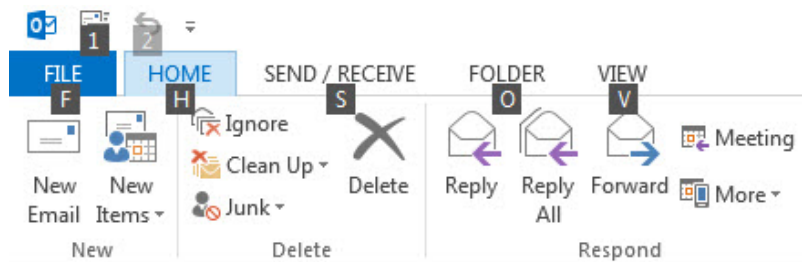 1 2
FILE HOME SEND / RECEIVE FOLDER VIEW
F H S O V
Ignore
Clean Up
Junk
New Email
New Items
Delete
Reply
Reply All
Forward
Meeting
More
New Delete Respond